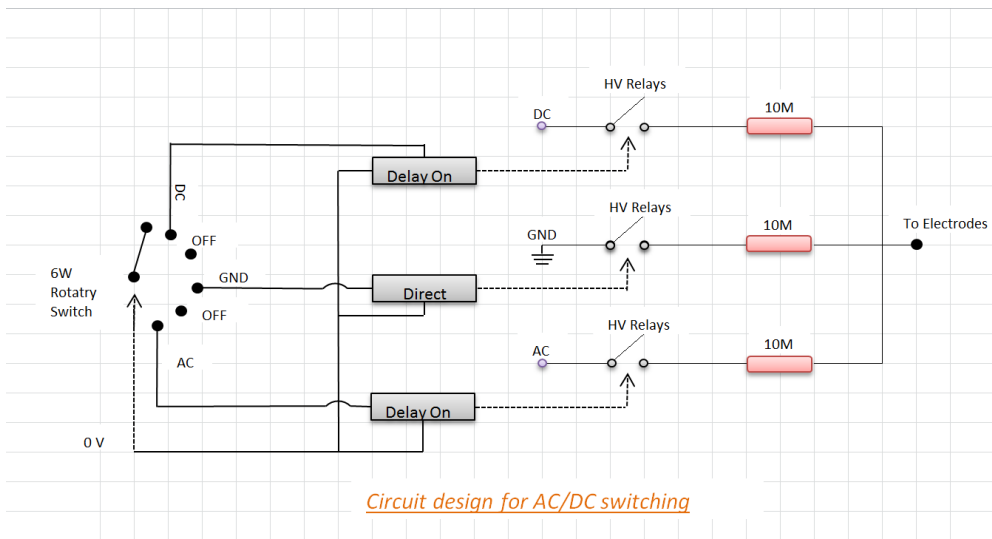 HV Relays
10M
DC
Delay On
DC
HV Relays
10M
To Electrodes
OFF
GND
GND
6W
Rotatry
Switch
Direct
OFF
HV Relays
10M
AC
AC
Delay On
0 V
Circuit design for AC/DC switching